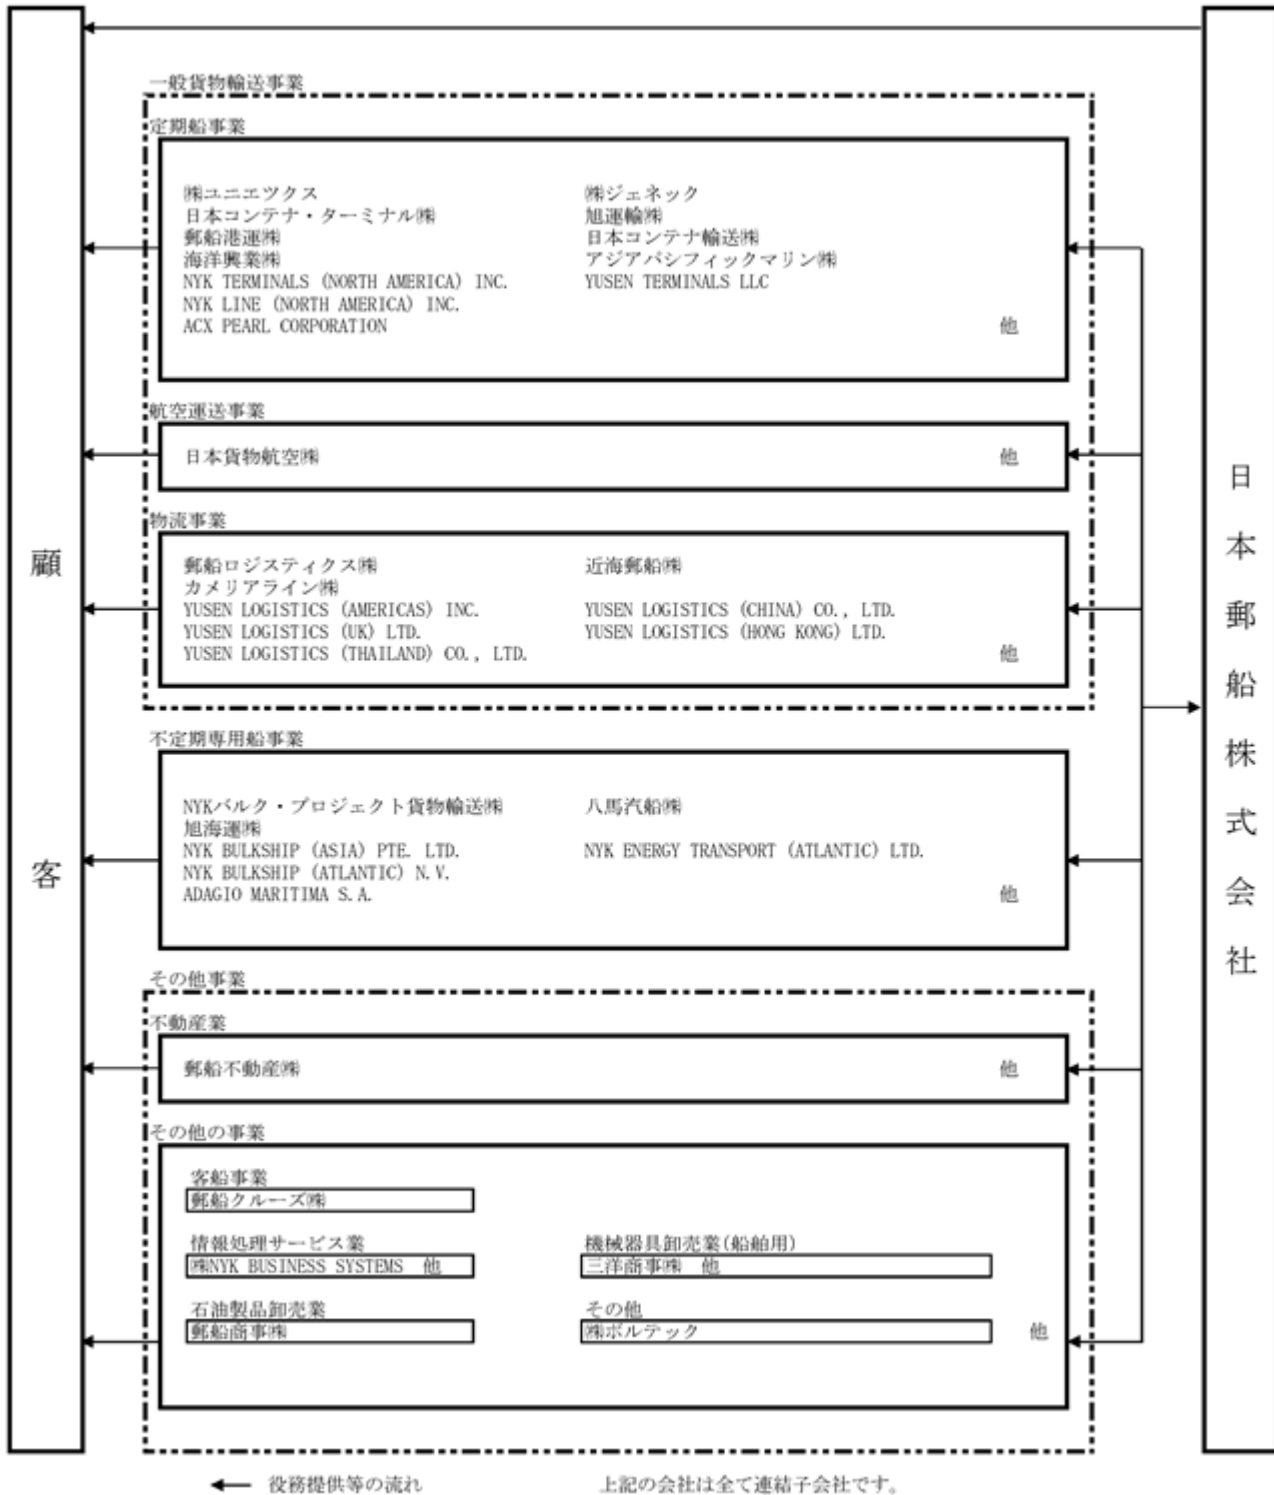 一般貨物輸送事業
定期船事業
㈱ユニエツクス ㈱ジェネック
日本コンテナ・ターミナル㈱ 旭運輸㈱
郵船港運㈱ 日本コンテナ輸送㈱
海洋興業㈱ アジアパシフィックマリン㈱
NYK TERMINALS (NORTH AMERICA) INC. YUSEN TERMINALS LLC
NYK LINE (NORTH AMERICA) INC.
ACX PEARL CORPORATION 他
航空運送事業
日本貨物航空㈱ 他
物流事業
郵船ロジスティクス㈱ 近海郵船㈱
カメリアライン㈱
YUSEN LOGISTICS (AMERICAS) INC. YUSEN LOGISTICS (CHINA) CO., LTD.
YUSEN LOGISTICS (UK) LTD. YUSEN LOGISTICS (HONG KONG) LTD.
YUSEN LOGISTICS (THAILAND) CO., LTD. 他
不定期専用船事業
NYKバルク・プロジェクト貨物輸送㈱ 八馬汽船㈱
旭海運㈱
NYK BULKSHIP (ASIA) PTE. LTD. NYK ENERGY TRANSPORT (ATLANTIC) LTD.
NYK BULKSHIP (ATLANTIC) N.V.
ADAGIO MARITIMA S.A. 他
その他事業
不動産業
郵船不動産㈱ 他
その他の事業
客船事業
郵船クルーズ㈱
情報処理サービス業 機械器具卸売業(船舶用)
㈱NYK BUSINESS SYSTEMS 他 三洋商事㈱ 他
石油製品卸売業 その他
郵船商事㈱ ㈱ボルテック 他
顧客
日本郵船株式会社
役務提供等の流れ 上記の会社は全て連結子会社です。